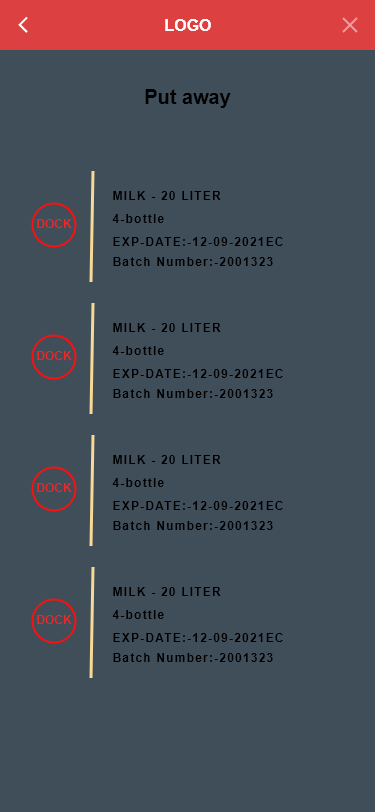 LOGO
Put away
MILK - 20 LITER
4-bottle
DOCK
EXP-DATE:-12-09-2021EC
Batch Number:-2001323
MILK - 20 LITER
4-bottle
DOCK
EXP-DATE:-12-09-2021EC
Batch Number:-2001323
MILK - 20 LITER
4-bottle
DOCK
EXP-DATE:-12-09-2021EC
Batch Number:-2001323
MILK - 20 LITER
4-bottle
DOCK
EXP-DATE:-12-09-2021EC
Batch Number:-2001323